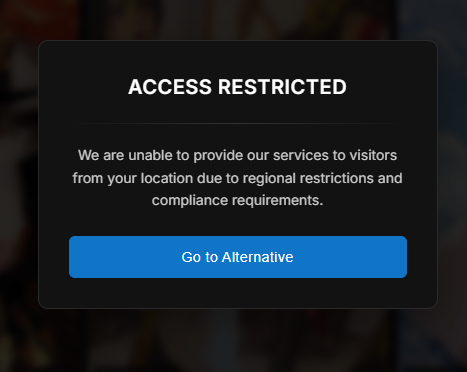 ACCESS RESTRICTED
We are unable to provide our services to visitors
from your location due to regional restrictions and
compliance requirements.
Go to Alternative